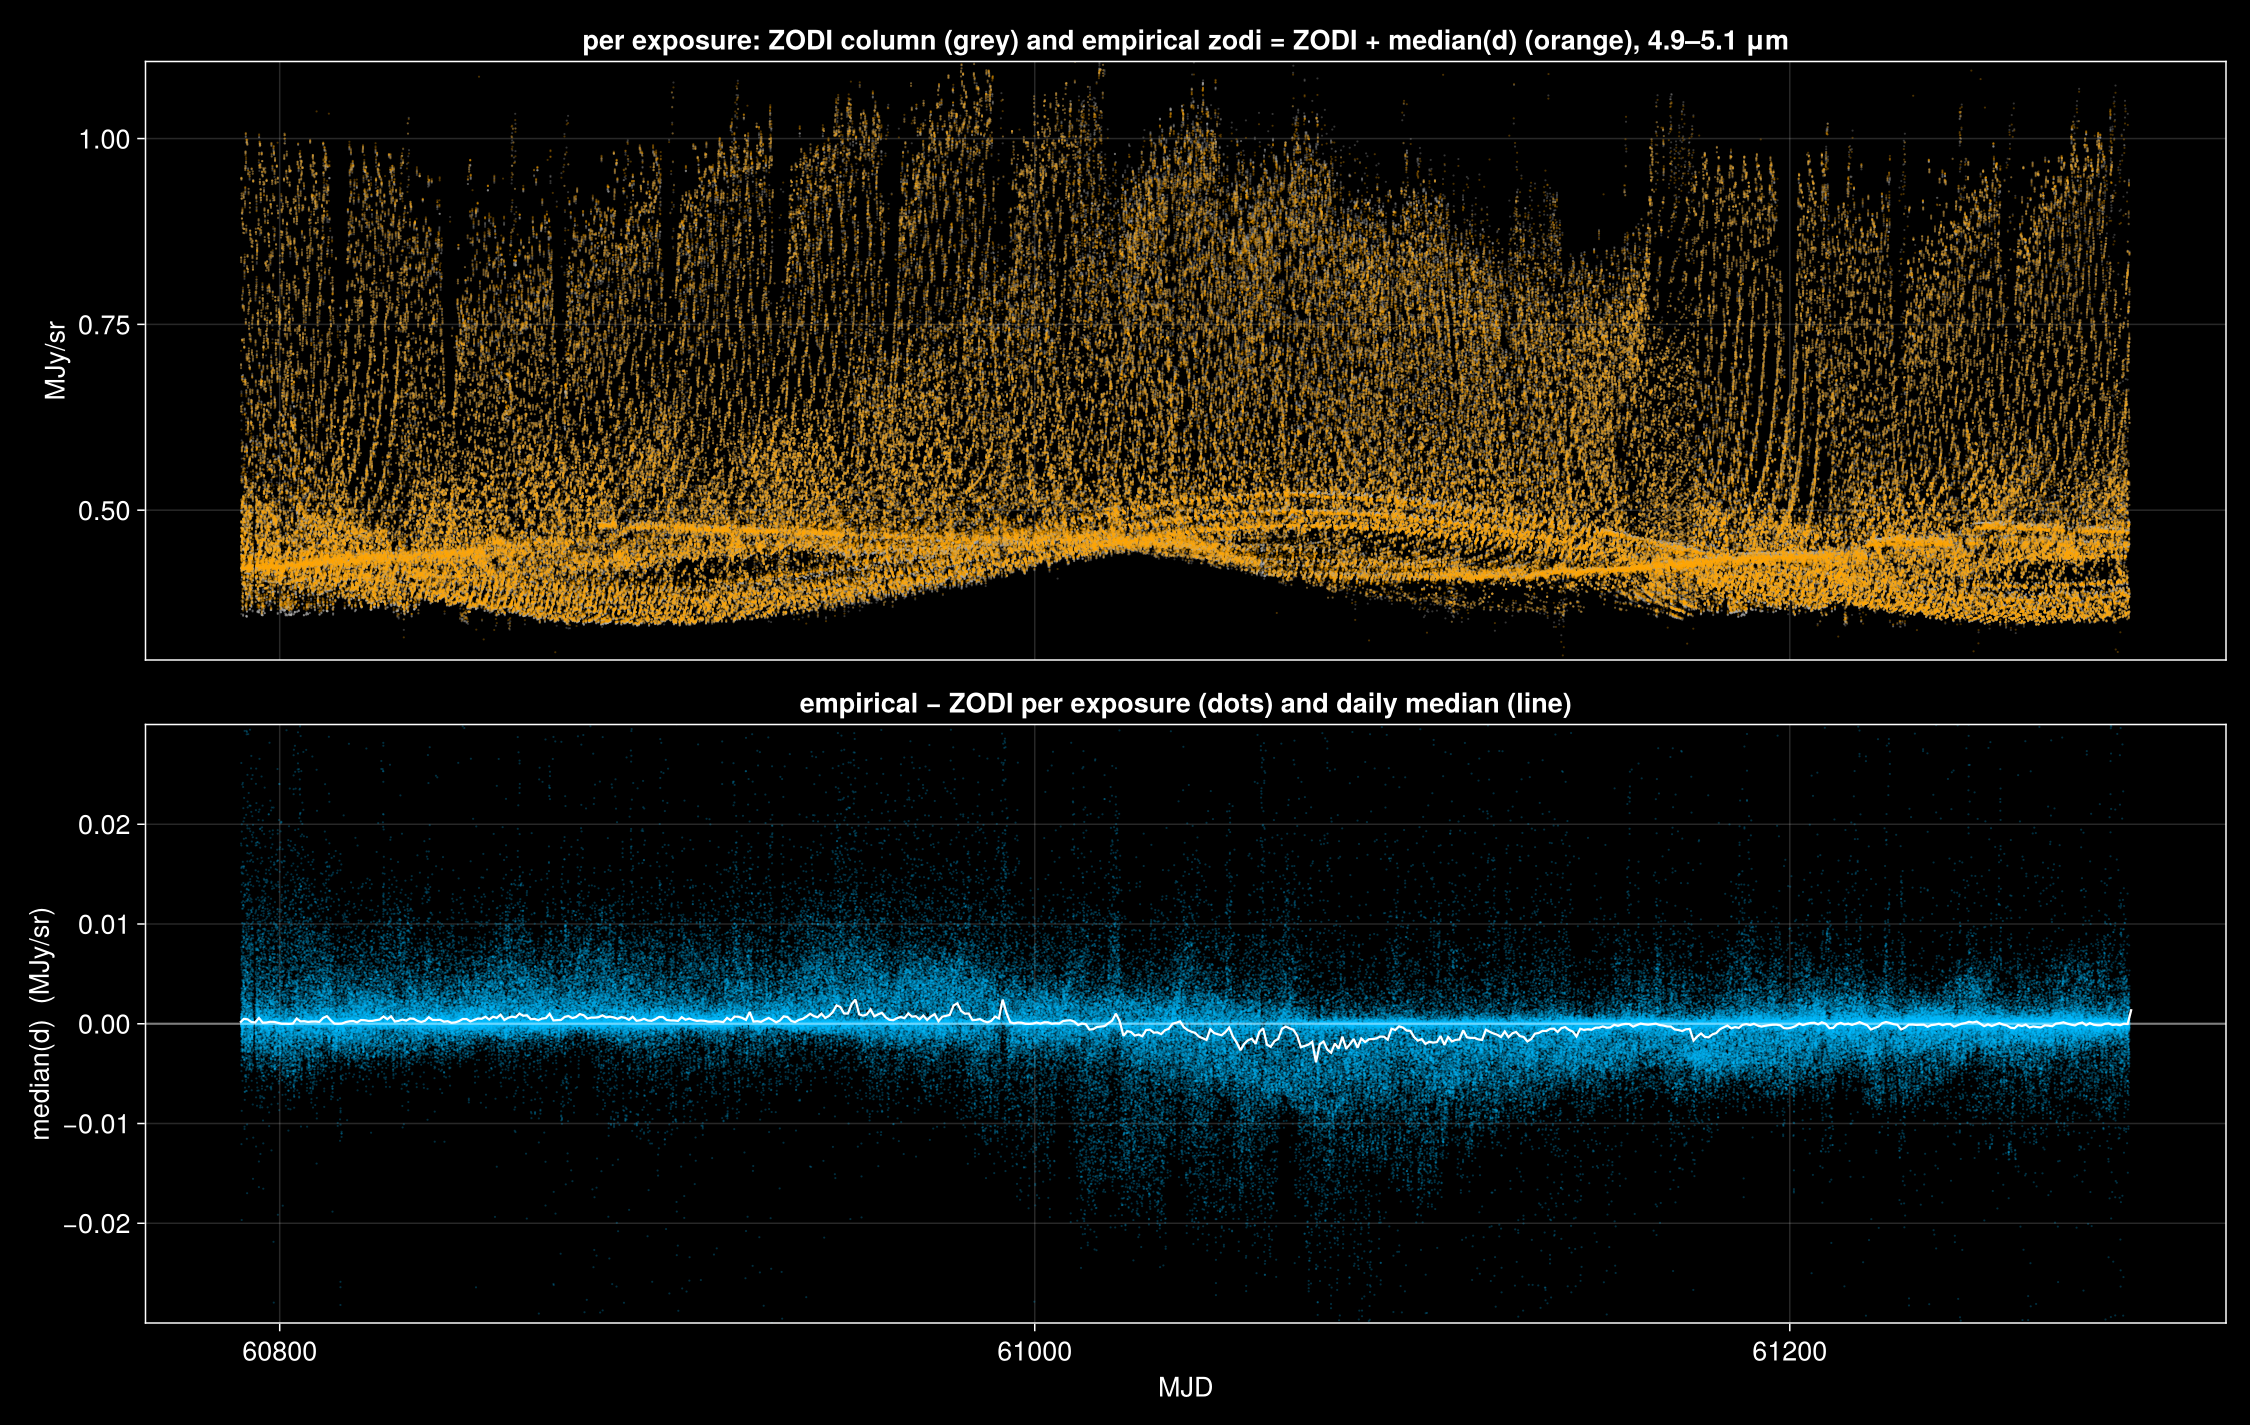 per exposure: ZODI column (grey) and empirical zodi = ZODI + median(d) (orange), 4.9–5.1 μm
1.00
0.75
0.50
MJy/sr
empirical – ZODI per exposure (dots) and daily median (line)
0.02
0.01
0.00
−0.01
−0.02
median(d) (MJy/sr)
60800
61000
61200
MJD